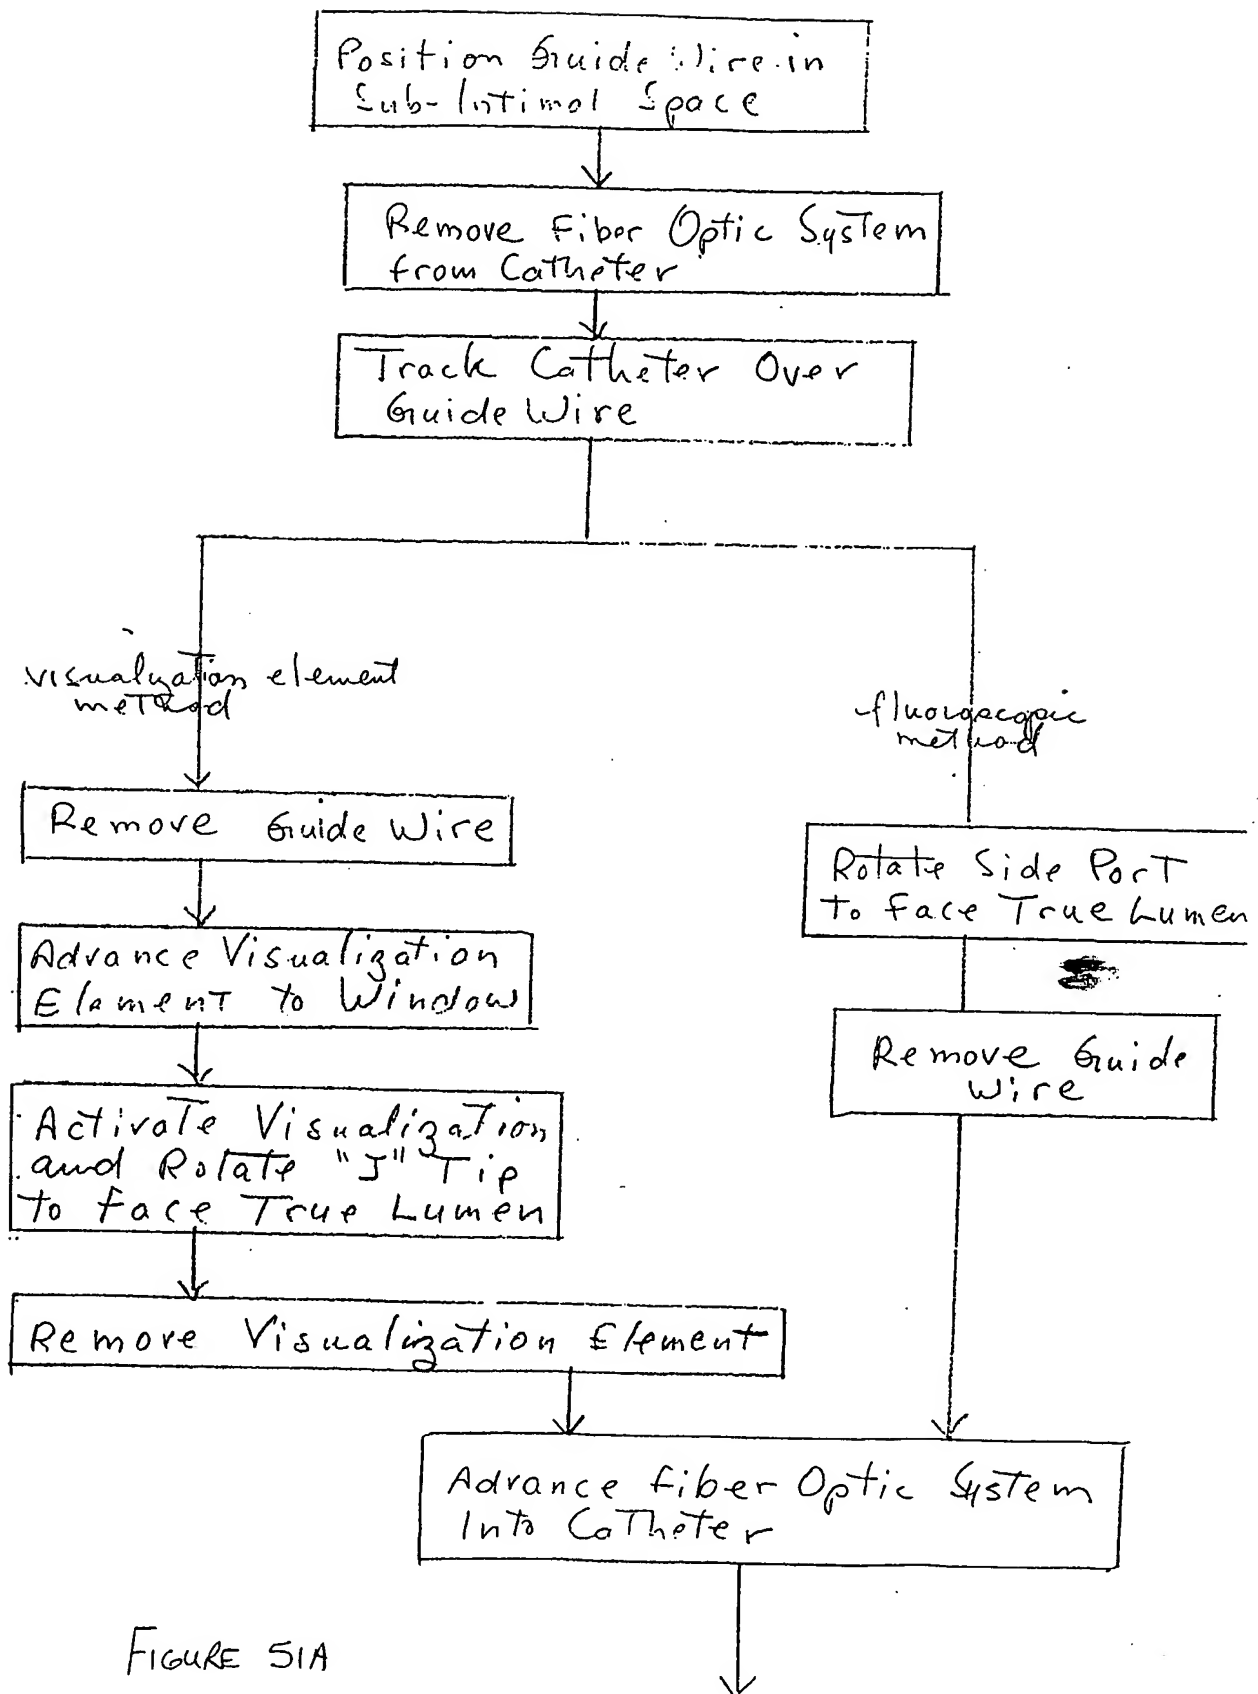 Position Guide Wire in
Sub-Intimal Space
Remove Fiber Optic System
from Catheter
Track Catheter Over
Guide Wire
visualization element
method
fluoroscopic
method
Remove Guide Wire
Advance Visualization
Element to Window
Activate Visualization
and Rotate "J" Tip
to Face True Lumen
Remove Visualization Element
Rotate Side Port
to Face True Lumen
Remove Guide
Wire
Advance Fiber Optic System
Into Catheter
FIGURE 51A